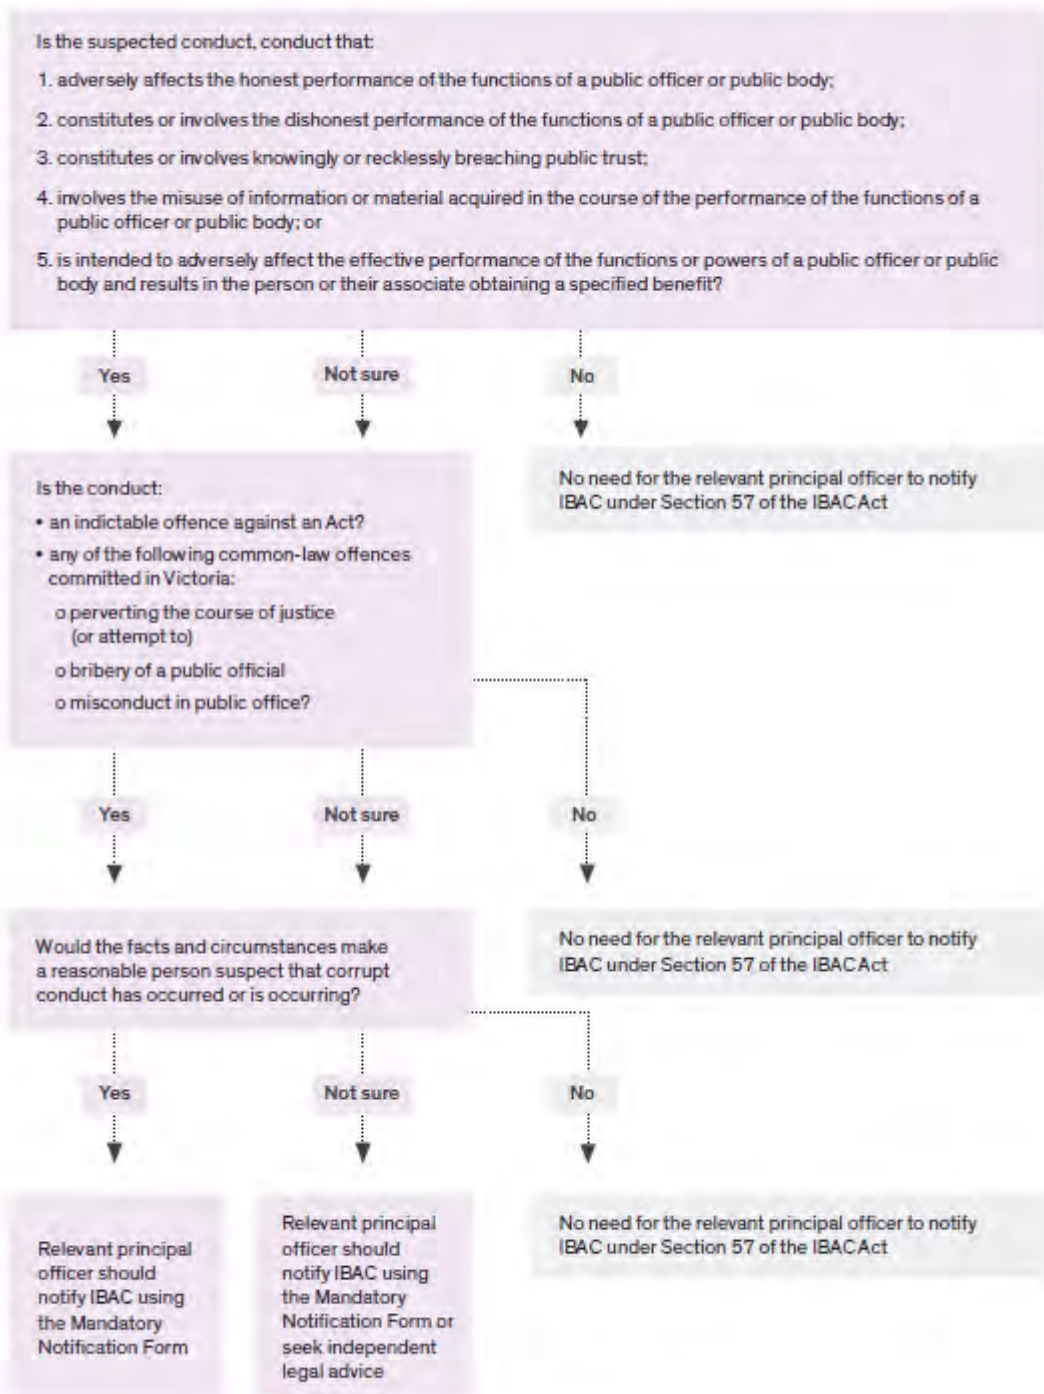 Is the suspected conduct, conduct that:
1. adversely affects the honest performance of the functions of a public officer or public body;
2. constitutes or involves the dishonest performance of the functions of a public officer or public body;
3. constitutes or involves knowingly or recklessly breaching public trust;
4. involves the misuse of information or material acquired in the course of the performance of the functions of a
public officer or public body; or
5. is intended to adversely affect the effective performance of the functions or powers of a public officer or public
body and results in the person or their associate obtaining a specified benefit?
Yes
Not sure
No
Is the conduct:
• an indictable offence against an Act?
• any of the following common-law offences
committed in Victoria:
o perverting the course of justice
(or attempt to)
o bribery of a public official
o misconduct in public office?
No need for the relevant principal officer to notify
IBAC under Section 57 of the IBAC Act
Yes
Not sure
No
Would the facts and circumstances make
a reasonable person suspect that corrupt
conduct has occurred or is occurring?
No need for the relevant principal officer to notify
IBAC under Section 57 of the IBAC Act
Yes
Not sure
No
Relevant principal
officer should
notify IBAC using
the Mandatory
Notification Form
Relevant principal
officer should
notify IBAC using
the Mandatory
Notification Form or
seek independent
legal advice
No need for the relevant principal officer to notify
IBAC under Section 57 of the IBAC Act